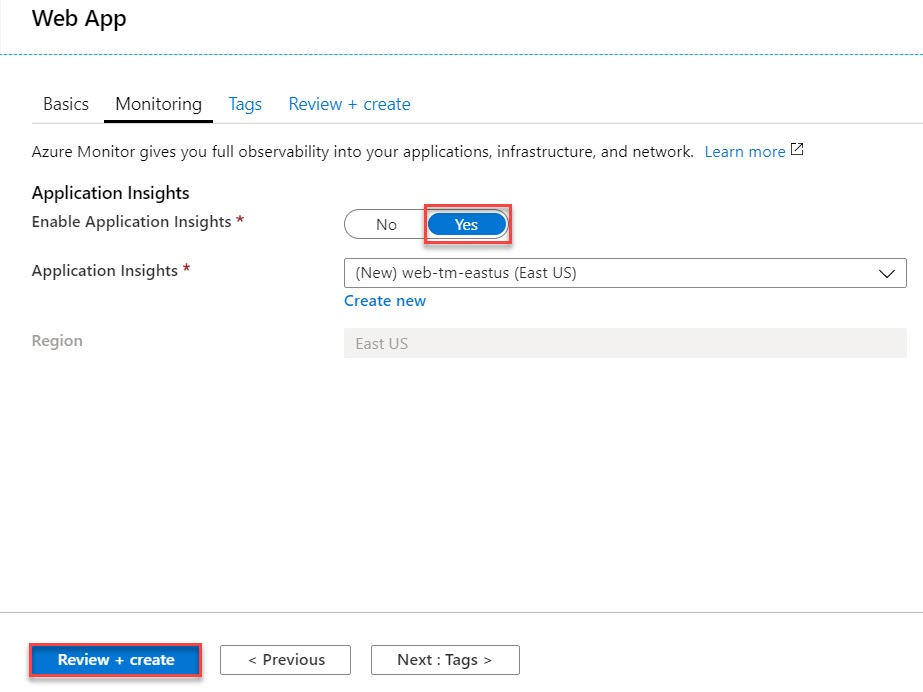 Web App
Basics Monitoring Tags Review + create
Azure Monitor gives you full observability into your applications, infrastructure, and network. Learn more
Application Insights
Enable Application Insights * No Yes
Application Insights * (New) web-tm-eastus (East US)
Create new
Region East US
Review + create < Previous Next : Tags >